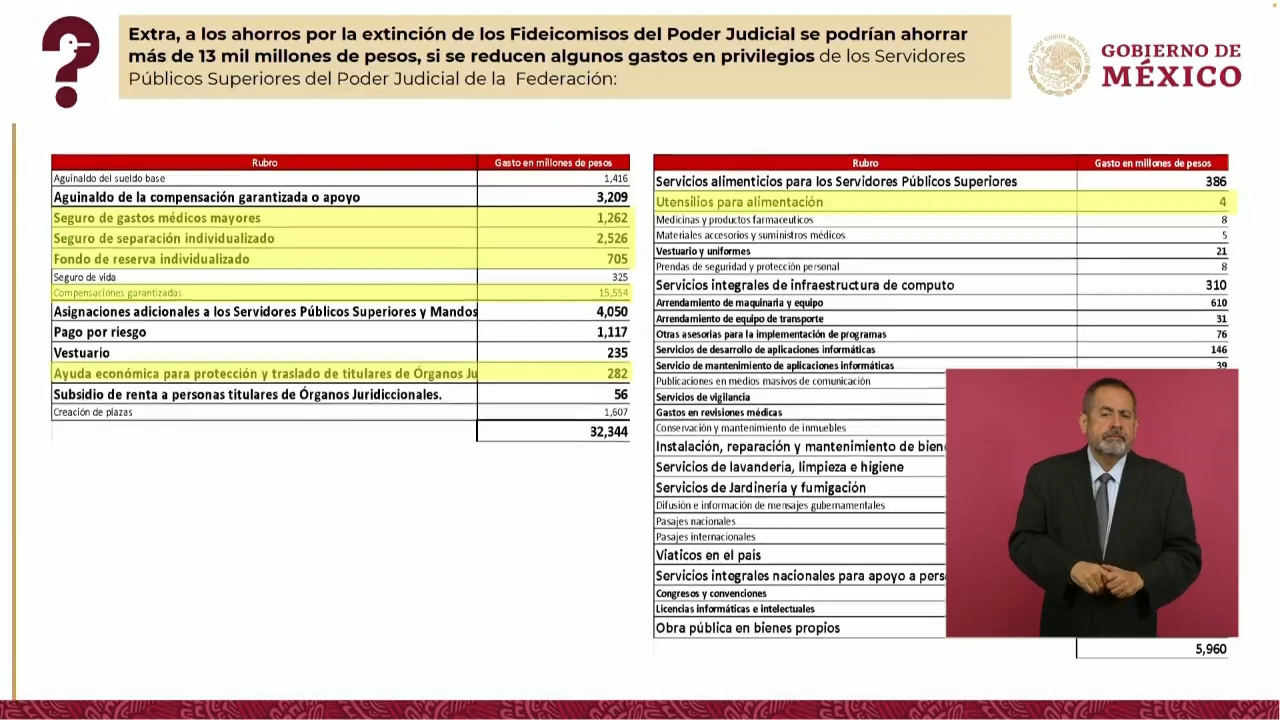 Extra, a los ahorros por la extinción de los Fideicomisos del Poder Judicial se podrían ahorrar
más de 13 mil millones de pesos, si se reducen algunos gastos en privilegios de los Servidores
Públicos Superiores del Poder Judicial de la Federación:
GOBIERNO DE
MÉXICO
Rubro Gasto en millones de pesos
Aguinaldo del sueldo base 1,416
Aguinaldo de la compensación garantizada o apoyo 3,209
Seguro de gastos médicos mayores 1,262
Seguro de separación individualizado 2,526
Fondo de reserva individualizado 705
Seguro de vida 325
Compensaciones garantizadas 15,554
Asignaciones adicionales a los Servidores Públicos Superiores y Mandos 4,050
Pago por riesgo 1,117
Vestuario 235
Ayuda económica para protección y traslado de titulares de Órganos Ju 282
Subsidio de renta a personas titulares de Órganos Juridiccionales. 56
Creación de plazas 1,607
32,344
Rubro Gasto en millones de pesos
Servicios alimenticios para los Servidores Públicos Superiores 386
Utensilios para alimentación 4
Medicinas y productos farmaceuticos 8
Materiales accesorios y suministros médicos 5
Vestuario y uniformes 21
Prendas de seguridad y protección personal 8
Servicios integrales de infraestructura de computo 310
Arrendamiento de maquinaria y equipo 610
Arrendamiento de equipo de transporte 31
Otras asesorias para la implementación de programas 76
Servicios de desarrollo de aplicaciones informáticas 146
Servicio de mantenimiento de aplicaciones informáticas 39
Publicaciones en medios masivos de comunicación
Servicios de vigilancia
Gastos en revisiones médicas
Conservación y mantenimiento de inmuebles
Instalación, reparación y mantenimiento de bien
Servicios de lavandería, limpieza e higiene
Servicios de Jardinería y fumigación
Difusión e información de mensajes gubernamentales
Pasajes nacionales
Pasajes internacionales
Viaticos en el país
Servicios integrales nacionales para apoyo a pers
Congresos y convenciones
Licencias informáticas e intelectuales
Obra pública en bienes propios
5,960